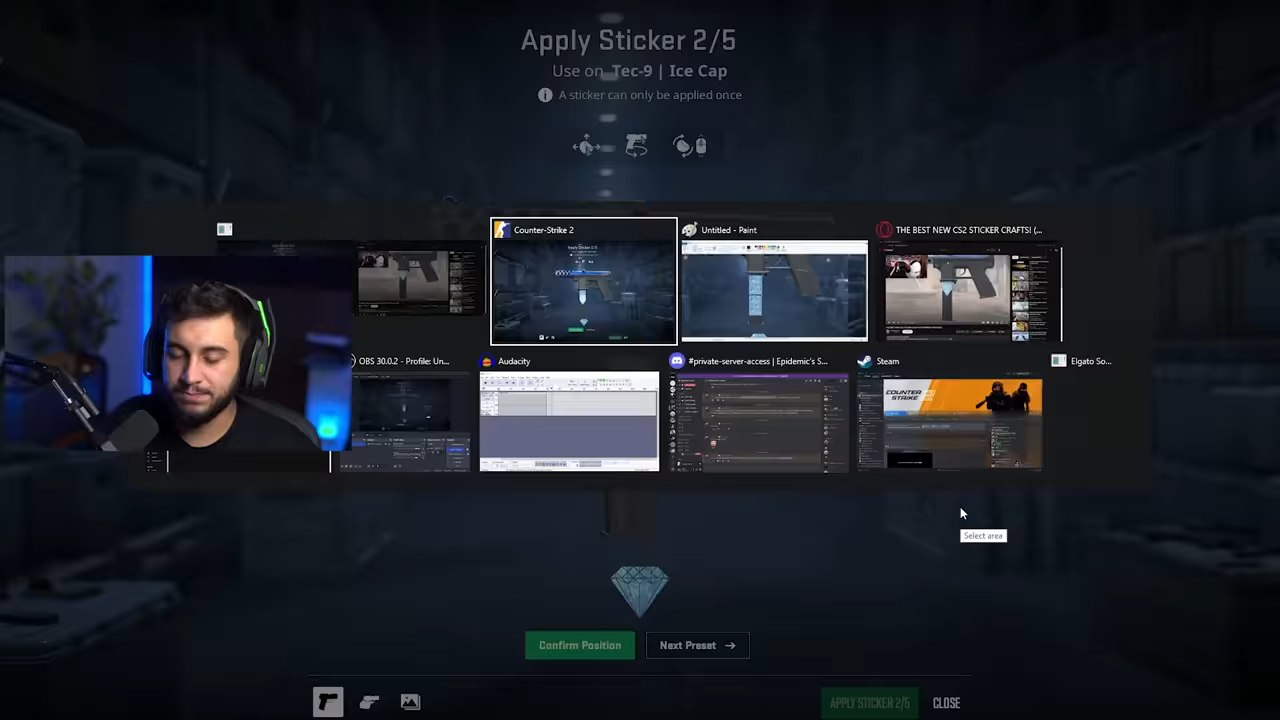 Apply Sticker 2/5
Use on Tec-9 | Ice Cap
A sticker can only be applied once
Counter-Strike 2
Untitled - Paint
THE BEST NEW CS2 STICKER CRAFTS! (...
OBS 30.0.2 - Profile: Un...
Audacity
#private-server-access | Epidemic's S...
Steam
Elgato So...
COUNTER
STRIKE
Select area
Confirm Position
Next Preset
APPLY STICKER 2/5
CLOSE